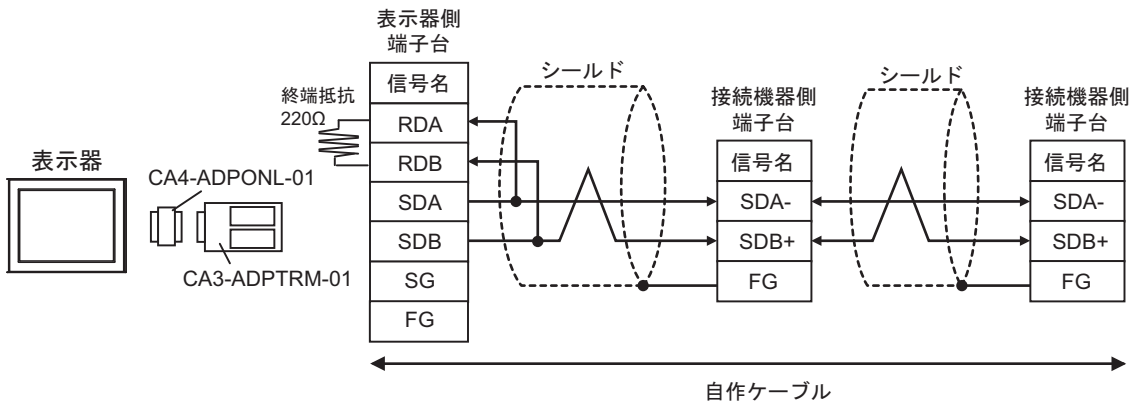 表示器側
端子台
信号名
RDA
RDB
SDA
SDB
SG
FG
終端抵抗
220Ω
表示器
CA4-ADPONL-01
CA3-ADPTRM-01
シールド
接続機器側
端子台
信号名
SDA-
SDB+
FG
シールド
接続機器側
端子台
信号名
SDA-
SDB+
FG
自作ケーブル